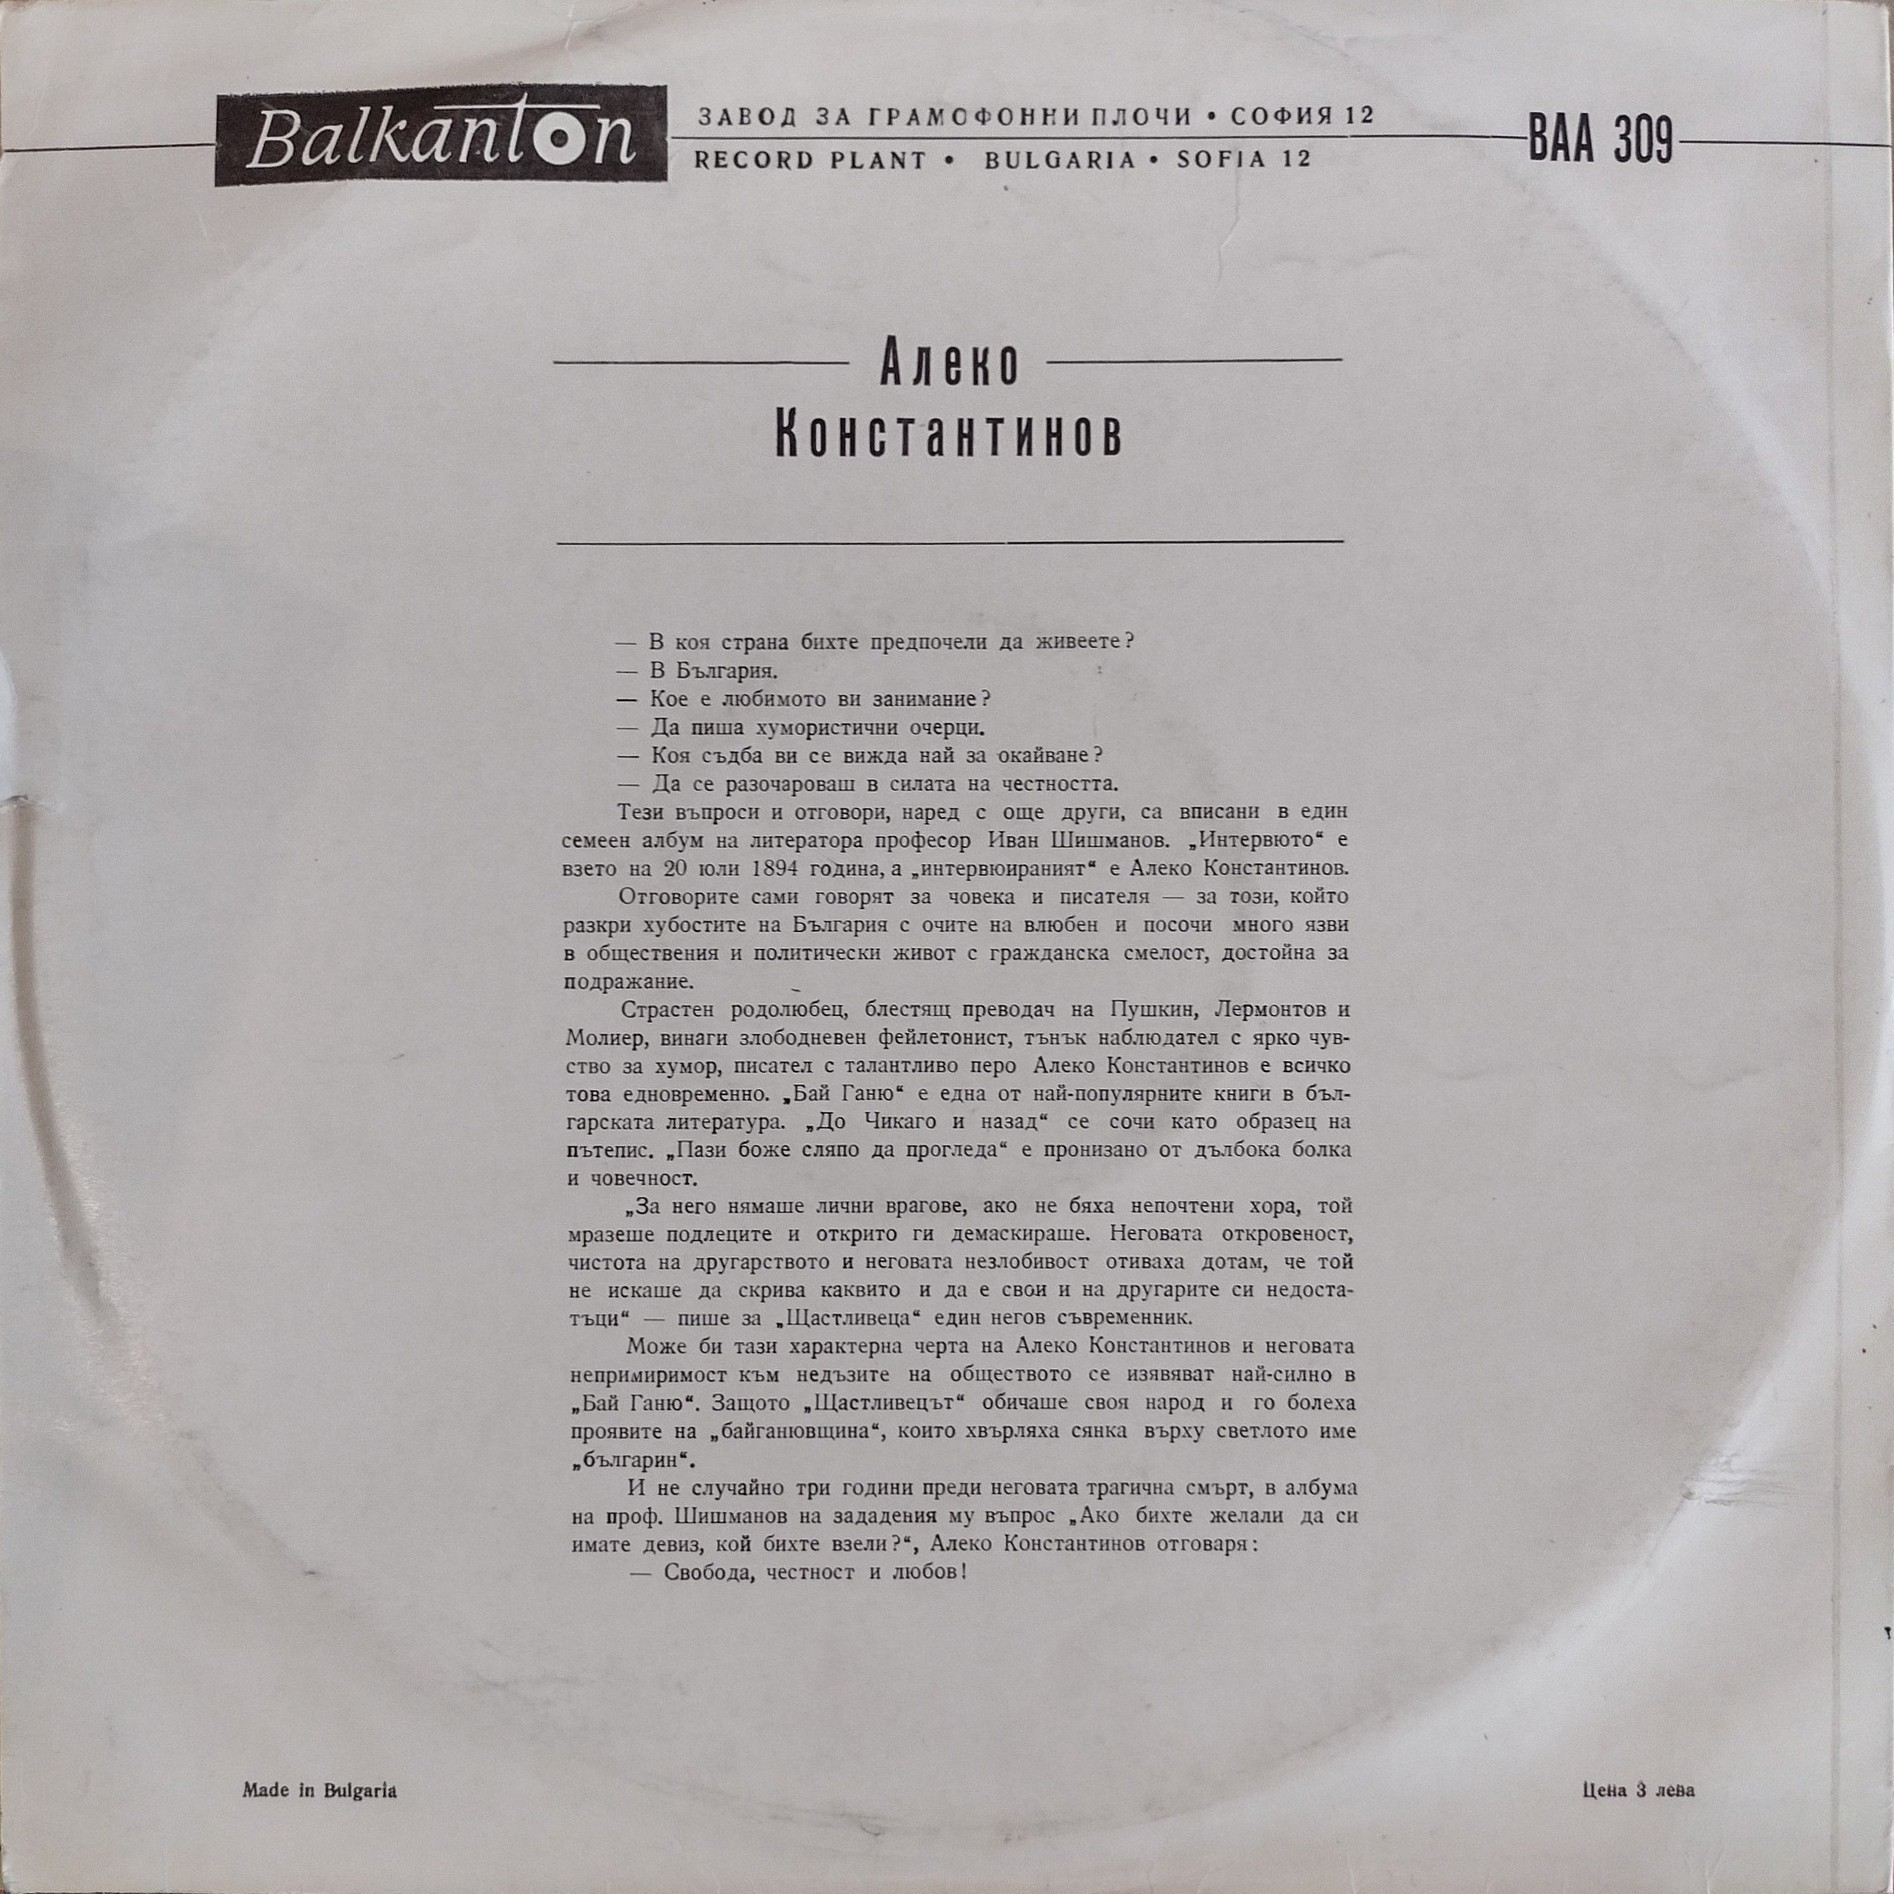 Balkanton
ЗАВОД ЗА ГРАМОФОННИ ПЛОЧИ • СОФИЯ 12
RECORD PLANT • BULGARIA • SOFIA 12
ВАА 309
Алеко
Константинов
— В коя страна бихте предпочели да живеете?
— В България.
— Кое е любимото ви занимание?
— Да пиша хумористични очерци.
— Коя съдба ви се вижда най за окайване?
— Да се разочароваш в силата на честността.
Тези въпроси и отговори, наред с още други, са вписани в един
семеен албум на литератора професор Иван Шишманов. „Интервюто“ е
взето на 20 юли 1894 година, а „интервюираният“ е Алеко Константинов.
Отговорите сами говорят за човека и писателя — за този, който
разкри хубостите на България с очите на влюбен и посочи много язви
в обществения и политически живот с гражданска смелост, достойна за
подражание.
Страстен родолюбец, блестящ преводач на Пушкин, Лермонтов и
Молиер, винаги злободневен фейлетонист, тънък наблюдател с ярко чув-
ство за хумор, писател с талантливо перо Алеко Константинов е всичко
това едновременно. „Бай Ганю“ е една от най-популярните книги в бъл-
гарската литература. „До Чикаго и назад“ се сочи като образец на
пътепис. „Пази боже сляпо да прогледа“ е пронизано от дълбока болка
и човечност.
„За него нямаше лични врагове, ако не бяха непочтени хора, той
мразеше подлеците и открито ги демаскираше. Неговата откровеност,
чистота на другарството и неговата незлобивост отиваха дотам, че той
не искаше да скрива каквито и да е свои и на другарите си недоста-
тъци“ — пише за „Щастливеца“ един негов съвременник.
Може би тази характерна черта на Алеко Константинов и неговата
непримиримост към недъзите на обществото се изявяват най-силно в
„Бай Ганю“. Защото „Щастливецът“ обичаше своя народ и го болеха
проявите на „байганювщина“, които хвърляха сянка върху светлото име
„българин“.
И не случайно три години преди неговата трагична смърт, в албума
на проф. Шишманов на зададения му въпрос „Ако бихте желали да си
имате девиз, кой бихте взели?“, Алеко Константинов отговаря:
— Свобода, честност и любов!
Made in Bulgaria
Цена 3 лева